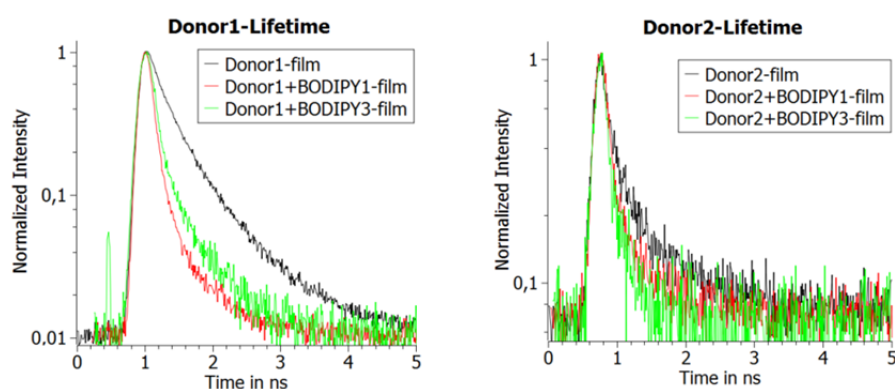 Donor1-Lifetime
Normalized Intensity
1
0,1
0.01
Donor1-film
Donor1+BODIPY1-film
Donor1+BODIPY3-film
0 1 2 3 4 5
Time in ns
Donor2-Lifetime
Normalized Intensity
1
0,1
Donor2-film
Donor2+BODIPY1-film
Donor2+BODIPY3-film
0 1 2 3 4 5
Time in ns